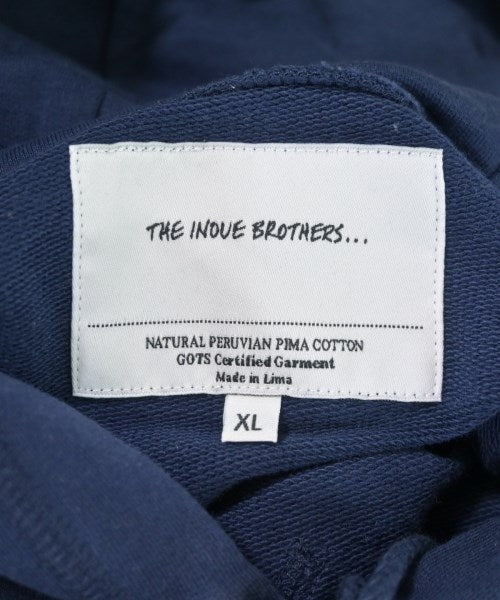 THE INOUE BROTHERS...
NATURAL PERUVIAN PIMA COTTON
GOTS Certified Garment
Made in Lima
XL